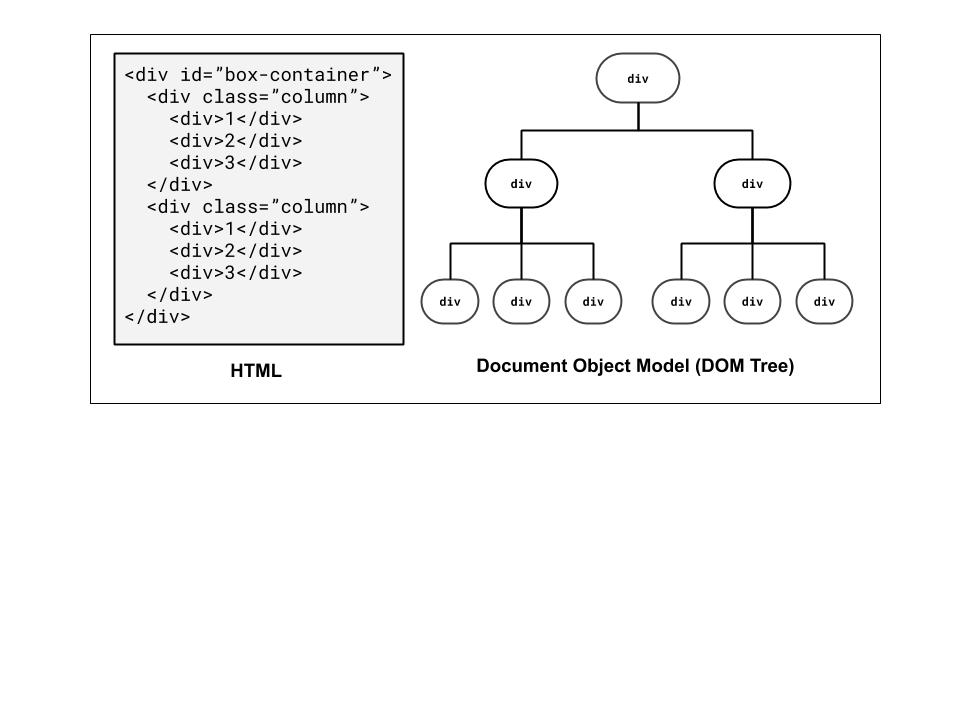 <div id=”box-container”>
<div class=”column”>
<div>1</div>
<div>2</div>
<div>3</div>
</div>
<div class=”column”>
<div>1</div>
<div>2</div>
<div>3</div>
</div>
</div>
HTML
div
div div
div div div div div div
Document Object Model (DOM Tree)